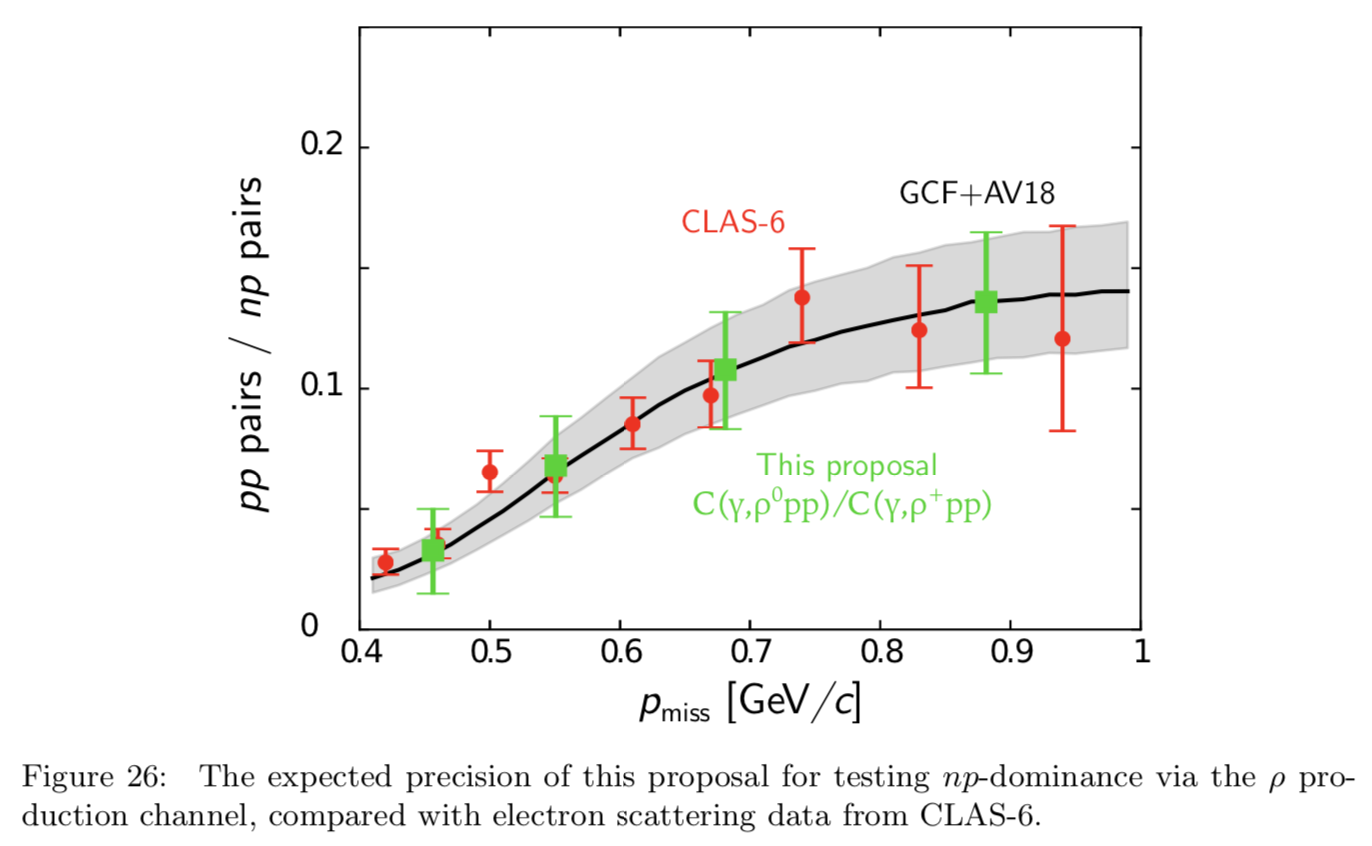 0.2
0.1
0
pp pairs / np pairs
GCF+AV18
CLAS-6
This proposal
C(γ,ρ⁰pp)/C(γ,ρ⁺pp)
0.4 0.5 0.6 0.7 0.8 0.9 1
p_miss [GeV/c]
Figure 26: The expected precision of this proposal for testing np-dominance via the ρ pro-
duction channel, compared with electron scattering data from CLAS-6.